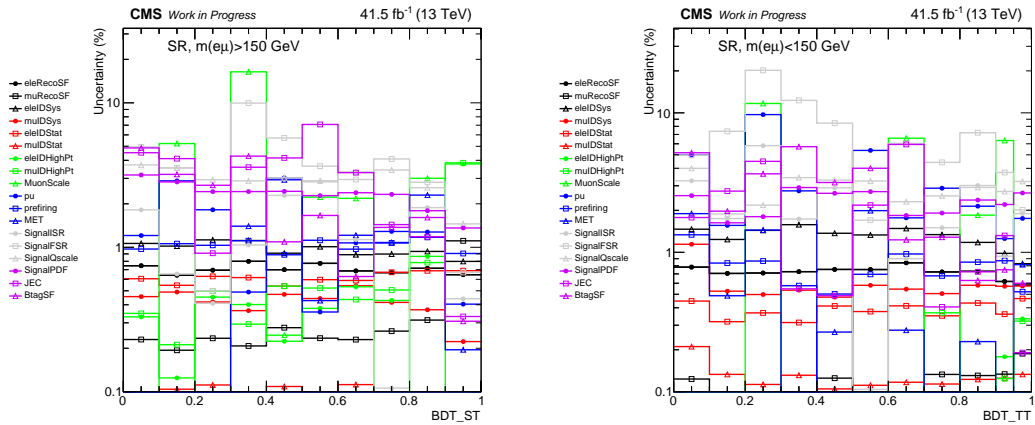 CMS Work in Progress 41.5 fb⁻¹ (13 TeV)
SR, m(eμ)>150 GeV
Uncertainty (%)
10
1
0.1
eleRecoSF
muRecoSF
eleIDSys
muIDSys
eleIDStat
muIDStat
eleIDHighPt
muIDHighPt
MuonScale
pu
prefiring
MET
SignalISR
SignalFSR
SignalQscale
SignalPDF
JEC
BtagSF
0 0.2 0.4 0.6 0.8 1
BDT_ST
CMS Work in Progress 41.5 fb⁻¹ (13 TeV)
SR, m(eμ)<150 GeV
Uncertainty (%)
10
1
0.1
eleRecoSF
muRecoSF
eleIDSys
muIDSys
eleIDStat
muIDStat
eleIDHighPt
muIDHighPt
MuonScale
pu
prefiring
MET
SignalISR
SignalFSR
SignalQscale
SignalPDF
JEC
BtagSF
0 0.2 0.4 0.6 0.8 1
BDT_TT